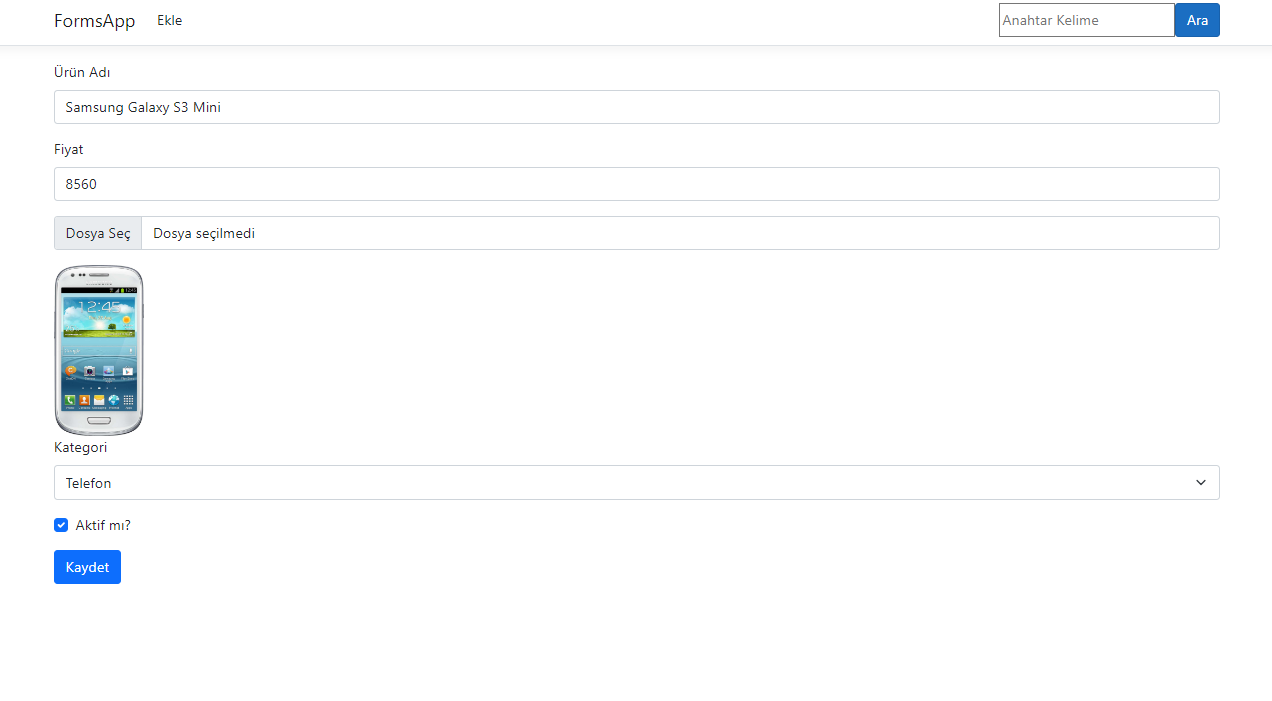 FormsApp Ekle Anahtar Kelime Ara
Ürün Adı
Samsung Galaxy S3 Mini
Fiyat
8560
Dosya Seç Dosya seçilmedi
12:45
Kategori
Telefon
Aktif mı?
Kaydet